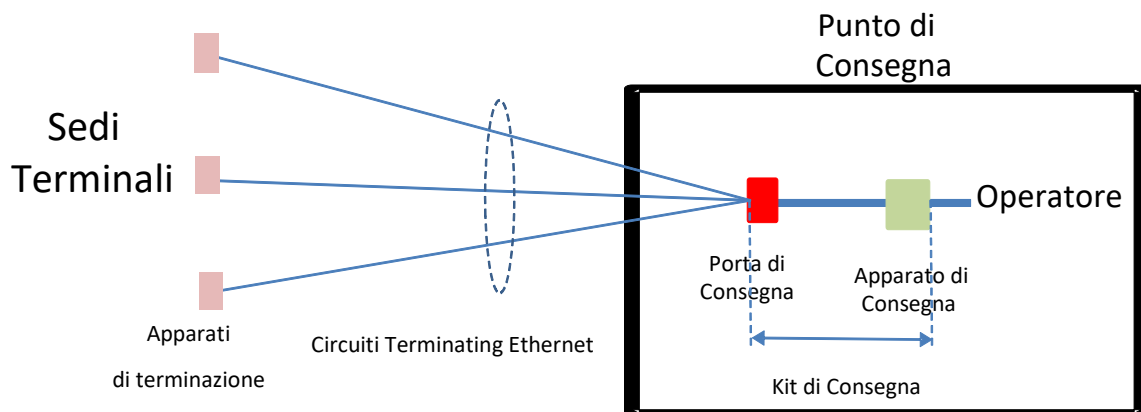 Punto di
Consegna
Sedi
Terminali
Operatore
Porta di
Consegna
Apparato di
Consegna
Apparati
di terminazione
Circuiti Terminating Ethernet
Kit di Consegna